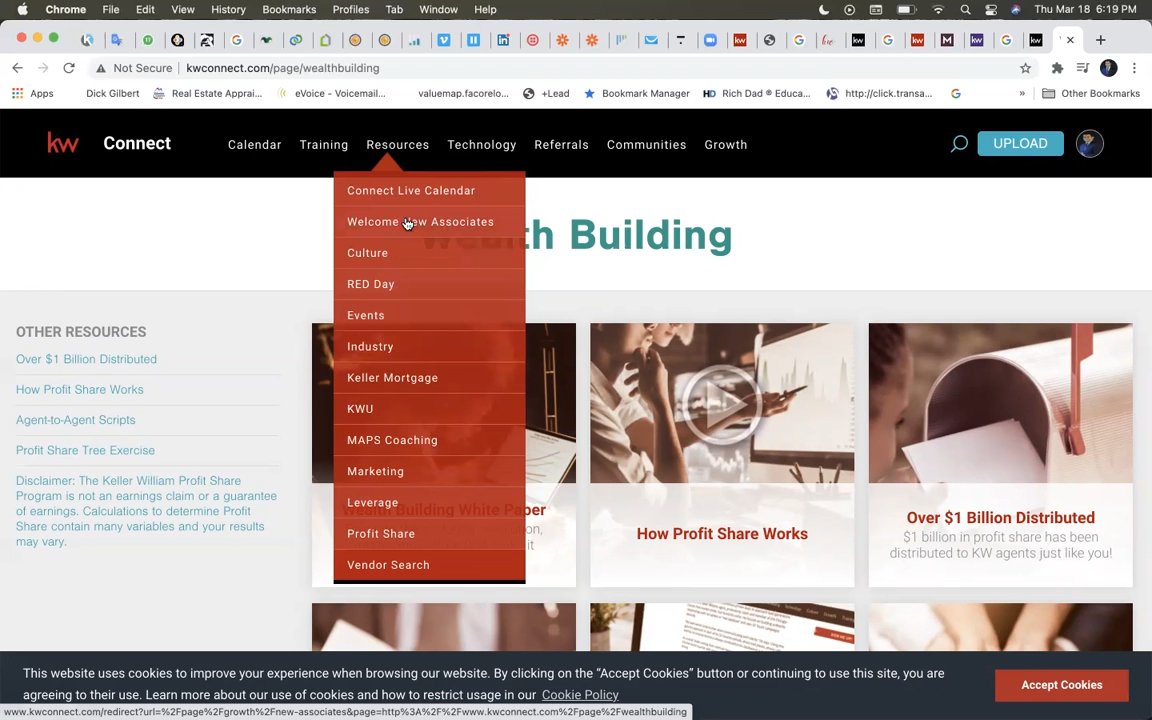 Chrome File Edit View History Bookmarks Profiles Tab Window Help Thu Mar 18 6:19 PM
Not Secure kwconnect.com/page/wealthbuilding
Apps Dick Gilbert Real Estate Apprai... eVoice - Voicemail... valuemap.facorelo... +Lead Bookmark Manager HD Rich Dad ® Educa... http://click.transa... » Other Bookmarks
kw Connect Calendar Training Resources Technology Referrals Communities Growth UPLOAD
Connect Live Calendar
Welcome New Associates
Culture
RED Day
Events
Industry
Keller Mortgage
KWU
MAPS Coaching
Marketing
Leverage
Profit Share
Vendor Search
Wealth Building
OTHER RESOURCES
Over $1 Billion Distributed
How Profit Share Works
Agent-to-Agent Scripts
Profit Share Tree Exercise
Disclaimer: The Keller William Profit Share
Program is not an earnings claim or a guarantee
of earnings. Calculations to determine Profit
Share contain many variables and your results
may vary.
Wealth Building White Paper
on,
it
How Profit Share Works
Over $1 Billion Distributed
$1 billion in profit share has been
distributed to KW agents just like you!
This website uses cookies to improve your experience when browsing our website. By clicking on the “Accept Cookies” button or continuing to use this site, you are
agreeing to their use. Learn more about our use of cookies and how to restrict usage in our Cookie Policy
Accept Cookies
www.kwconnect.com/redirect?url=%2Fpage%2Fgrowth%2Fnew-associates&page=http%3A%2F%2Fwww.kwconnect.com%2Fpage%2Fwealthbuilding